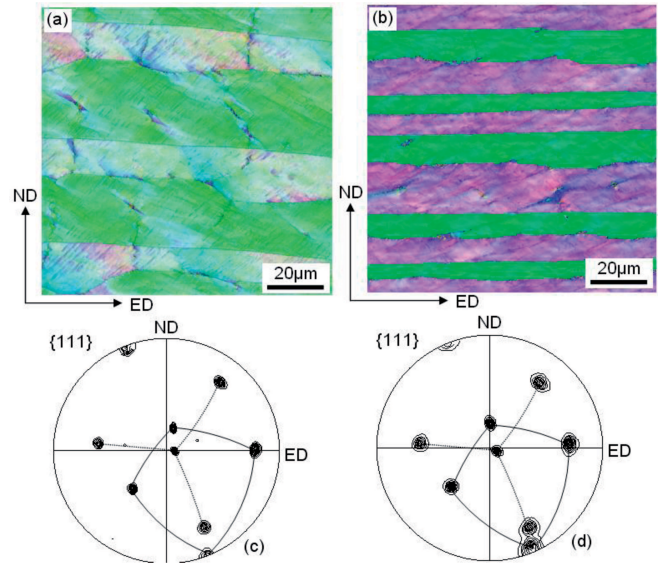 (a)
(b)
ND
ED
20μm
ND
ED
20μm
{111}
ND
ED
(c)
{111}
ND
ED
(d)